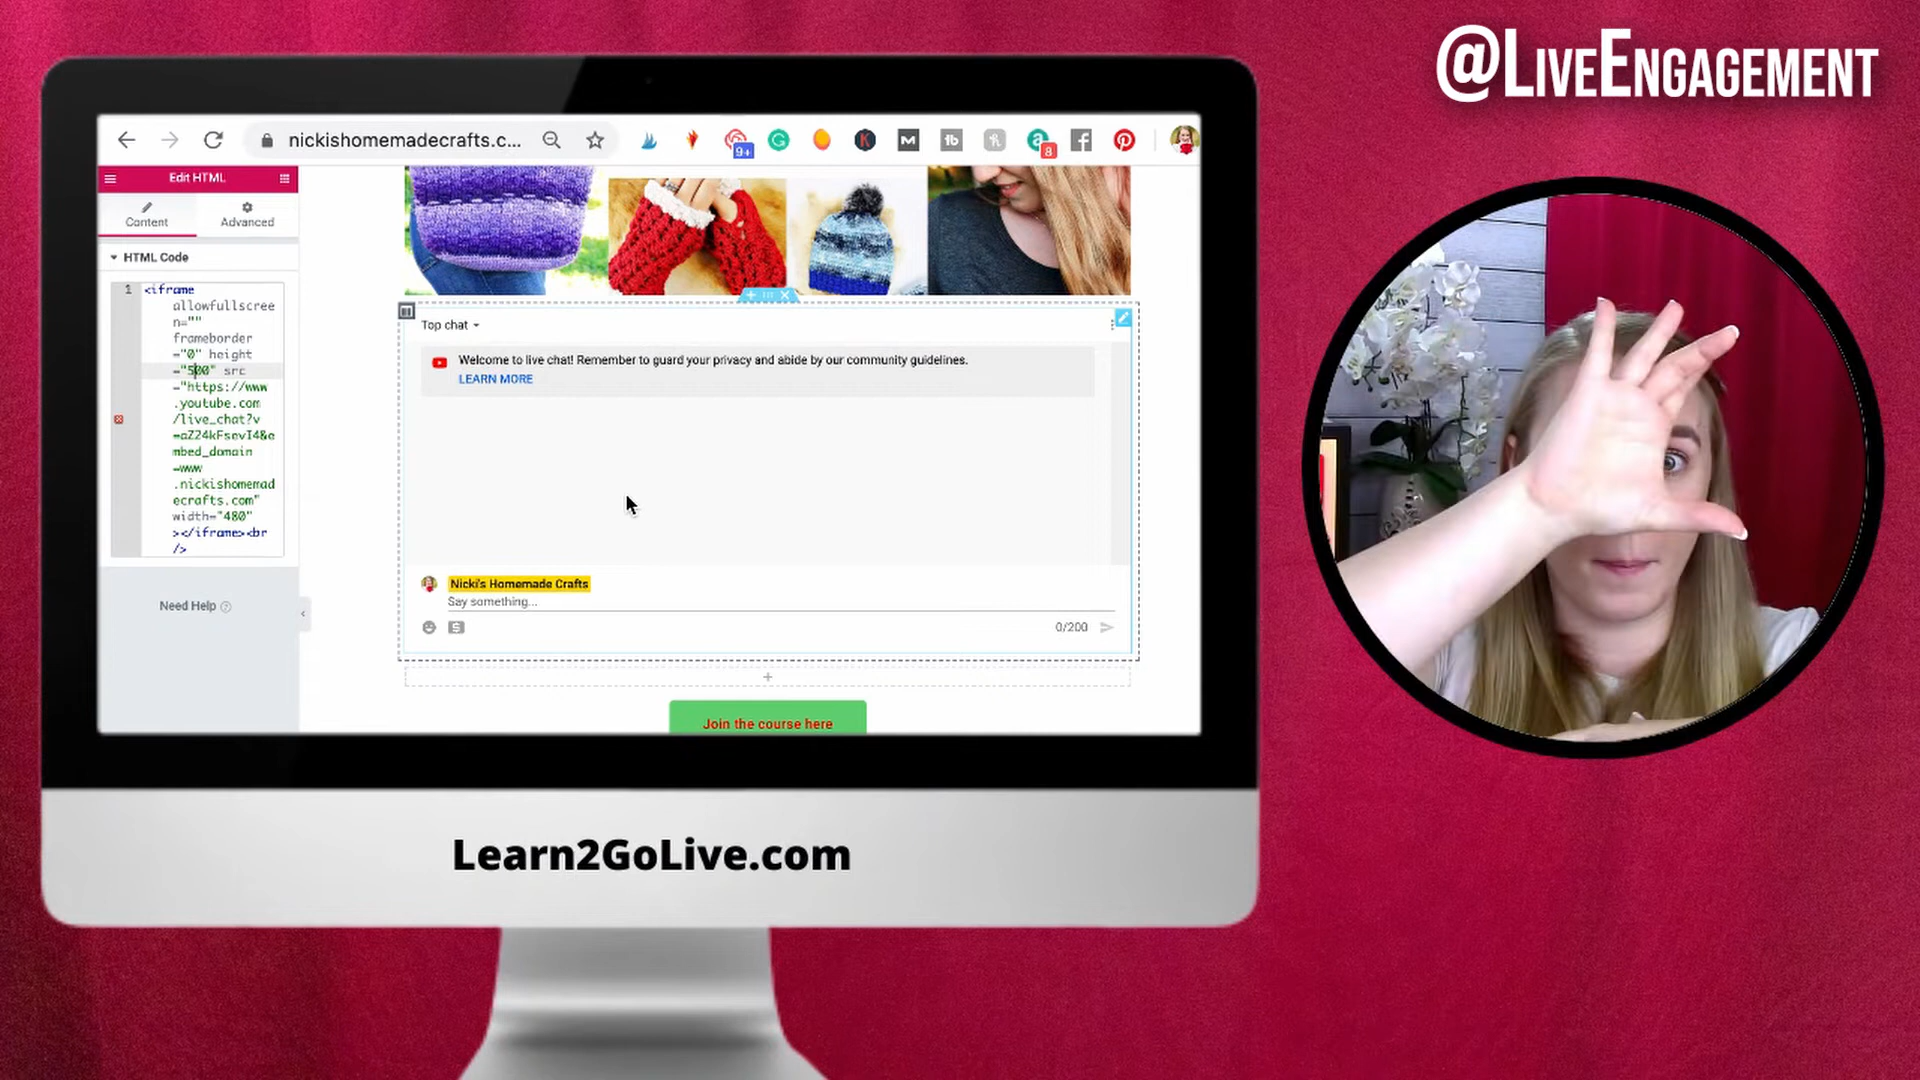 @LiveEngagement
nickishomemadecrafts.c...
9+
K
M
tb
8
Edit HTML
Content
Advanced
HTML Code
1
<iframe
allowfullscree
n=""
frameborder
="0" height
="500" src
="https://www
.youtube.com
/live_chat?v
=aZ24kFsevI4&e
mbed_domain
=www
.nickishomemad
ecrafts.com"
width="480"
></iframe><br
/>
Need Help
Top chat
Welcome to live chat! Remember to guard your privacy and abide by our community guidelines.
LEARN MORE
Nicki's Homemade Crafts
Say something...
0/200
Join the course here
Learn2GoLive.com